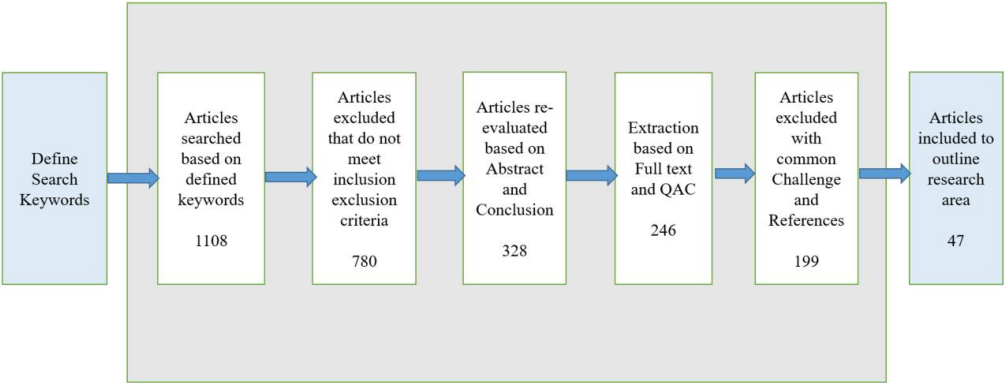 Define
Search
Keywords
Articles
searched
based on
defined
keywords
1108
Articles
excluded
that do not
meet
inclusion
exclusion
criteria
780
Articles re-
evaluated
based on
Abstract
and
Conclusion
328
Extraction
based on
Full text
and QAC
246
Articles
excluded
with
common
Challenge
and
References
199
Articles
included to
outline
research
area
47